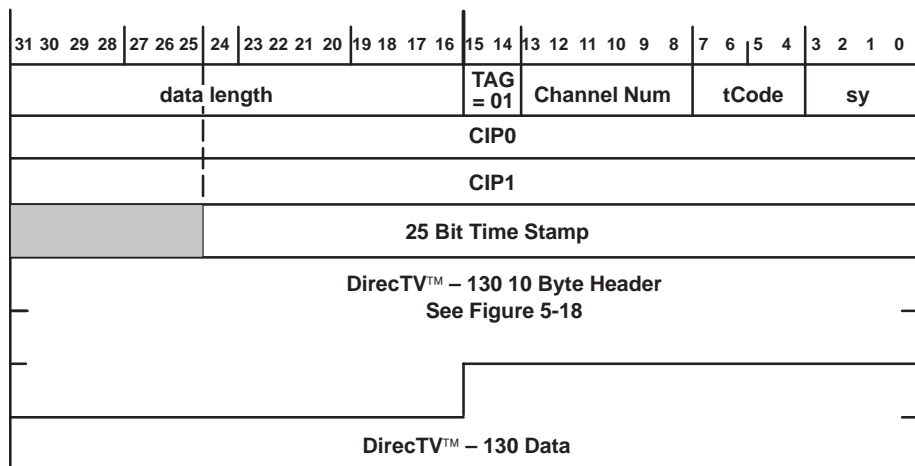 31 30 29 28 27 26 25 24 23 22 21 20 19 18 17 16 15 14 13 12 11 10 9 8 7 6 5 4 3 2 1 0
data length TAG = 01 Channel Num tCode sy
CIP0
CIP1
25 Bit Time Stamp
DirecTV™ – 130 10 Byte Header
See Figure 5-18
DirecTV™ – 130 Data